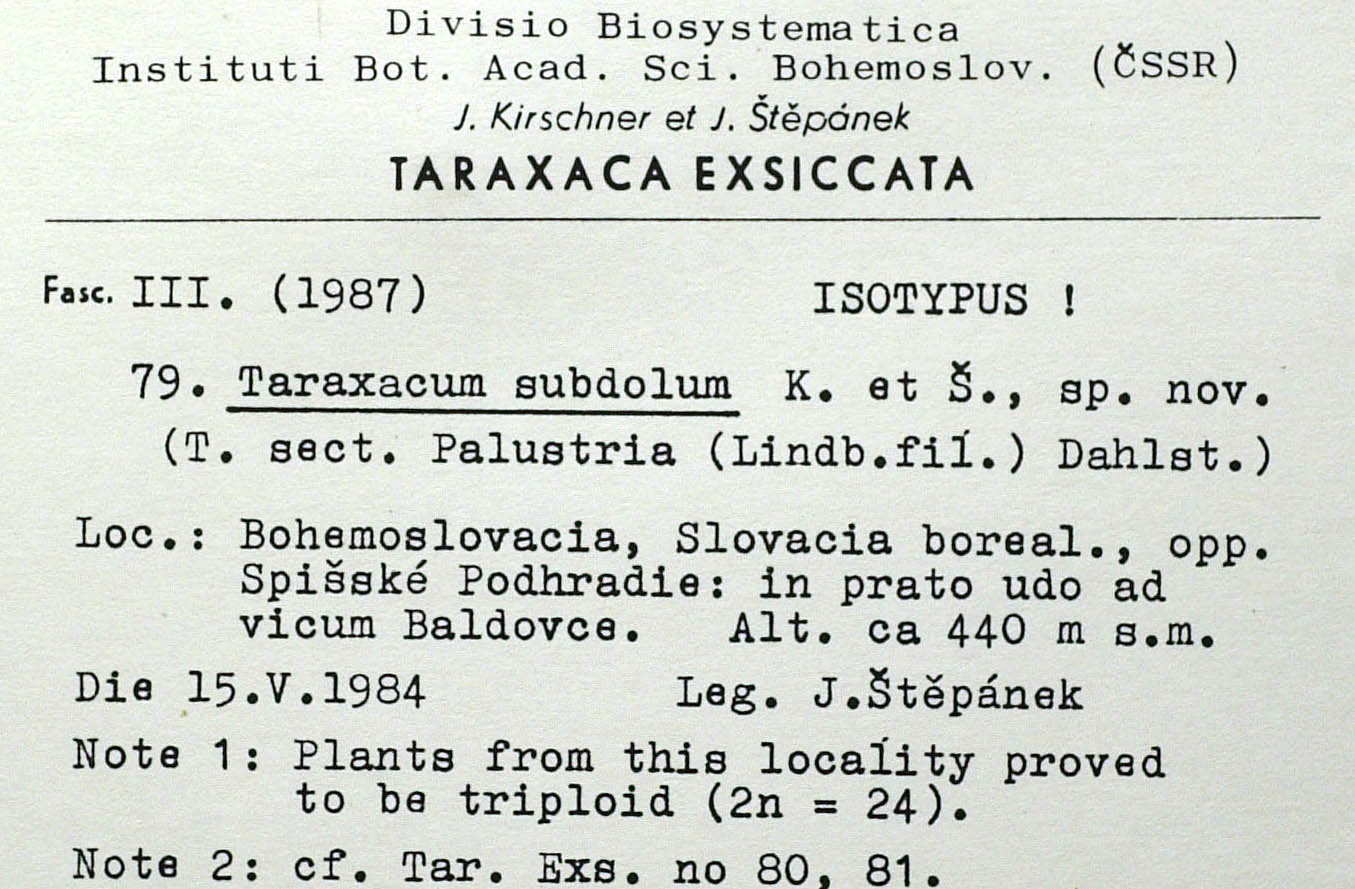 Divisio Biosystematica
Instituti Bot. Acad. Sci. Bohemoslov. (ČSSR)
J. Kirschner et J. Štěpánek
TARAXACA EXSICCATA
Fasc. III. (1987) ISOTYPUS !
79. Taraxacum subdolum K. et Š., sp. nov.
(T. sect. Palustria (Lindb.fil.) Dahlst.)
Loc.: Bohemoslovacia, Slovacia boreal., opp.
Spišské Podhradie: in prato udo ad
vicum Baldovce. Alt. ca 440 m s.m.
Die 15.V.1984 Leg. J.Štěpánek
Note 1: Plants from this locality proved
to be triploid (2n = 24).
Note 2: cf. Tar. Exs. no 80, 81.